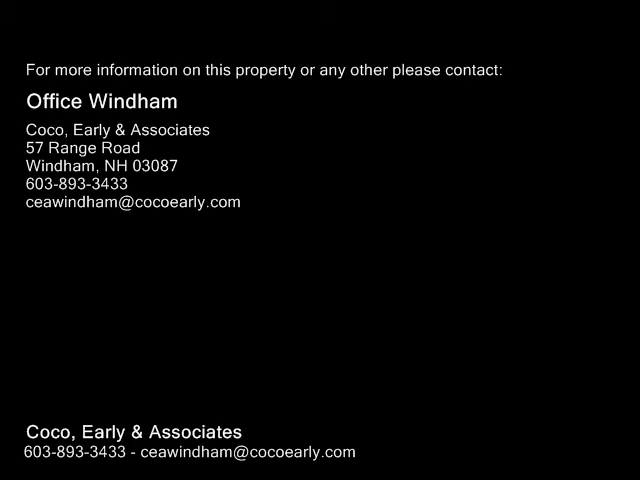 For more information on this property or any other please contact:
Office Windham
Coco, Early & Associates
57 Range Road
Windham, NH 03087
603-893-3433
ceawindham@cocoearly.com
Coco, Early & Associates
603-893-3433 - ceawindham@cocoearly.com